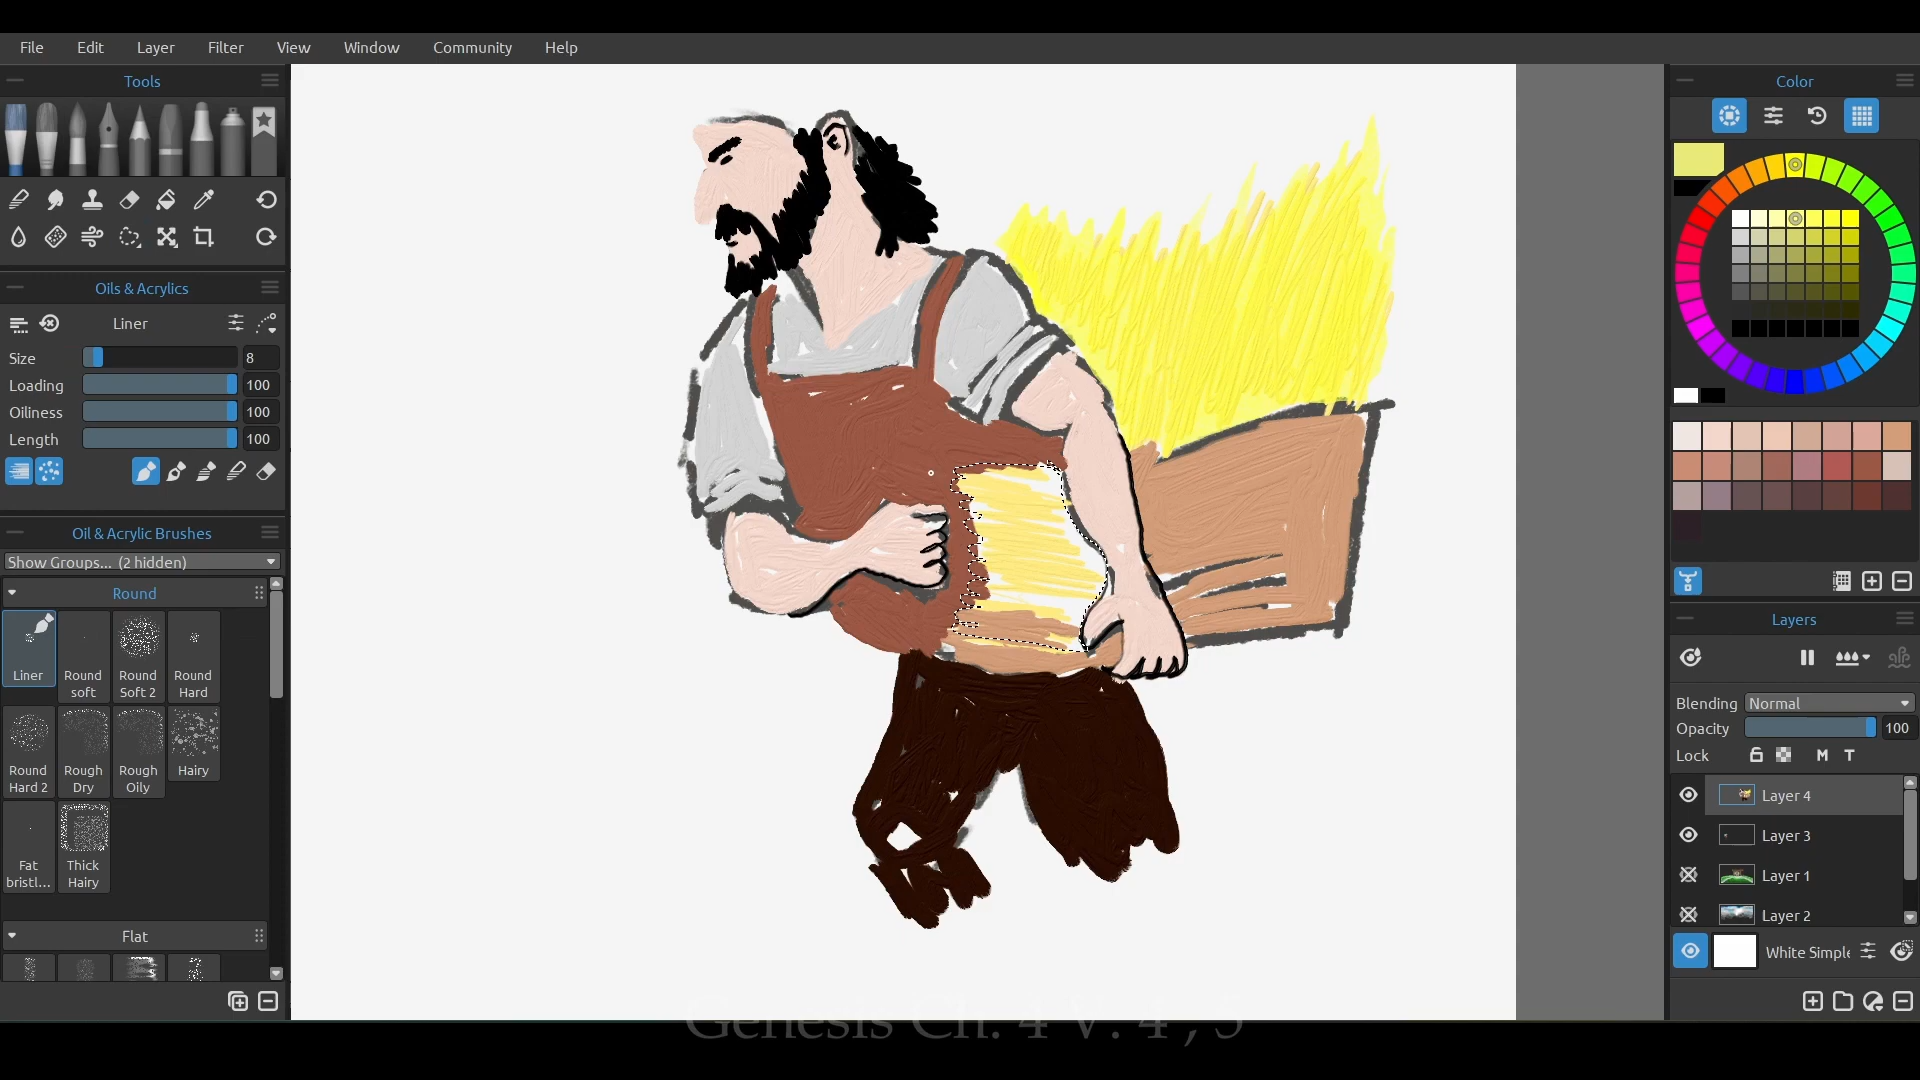 File Edit Layer Filter View Window Community Help
Tools
Oils & Acrylics
Liner
Size 8
Loading 100
Oiliness 100
Length 100
Oil & Acrylic Brushes
Show Groups... (2 hidden)
Round
Liner
Round soft
Round Soft 2
Round Hard
Round Hard 2
Rough Dry
Rough Oily
Hairy
Fat bristl...
Thick Hairy
Flat
Color
Layers
Blending Normal
Opacity 100
Lock M T
Layer 4
Layer 3
Layer 1
Layer 2
White Simple
Genesis Ch. 4 V. 4 , 5